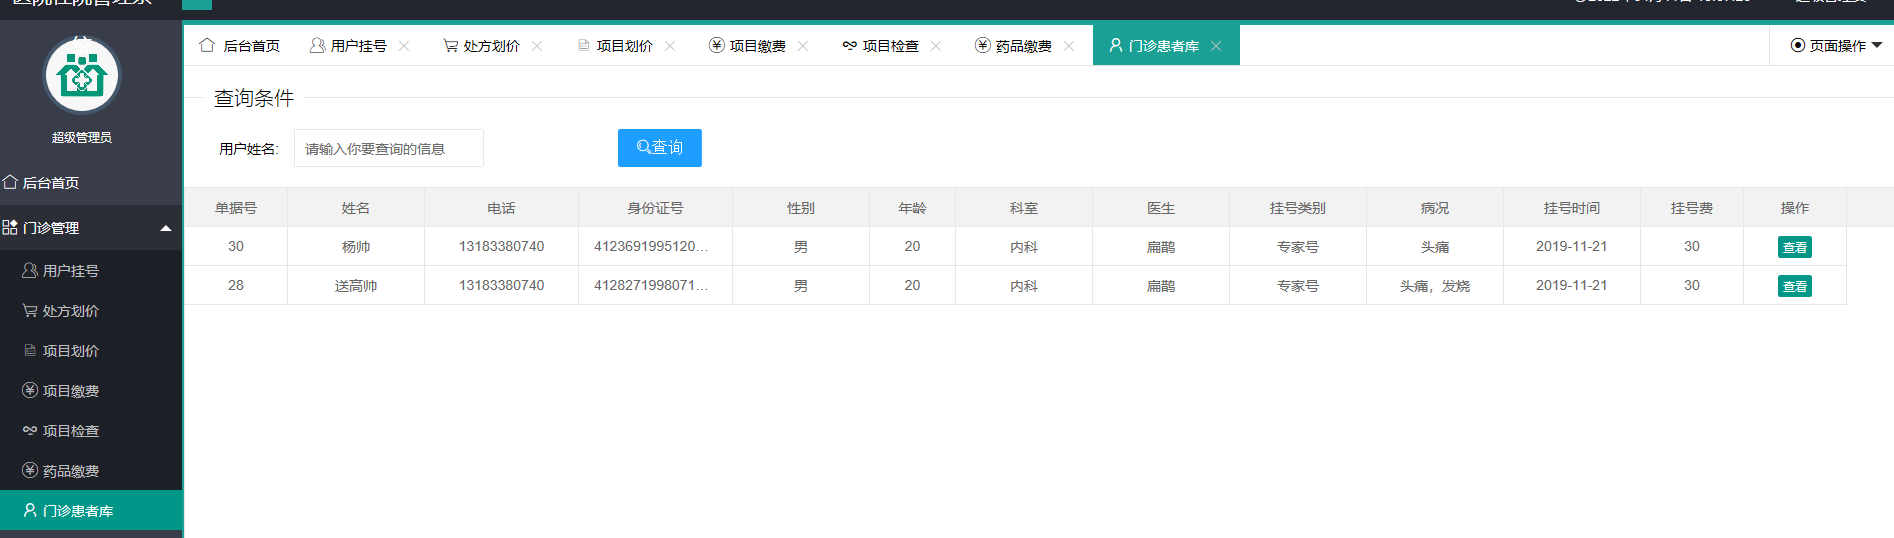 超级管理员
后台首页
门诊管理
用户挂号
处方划价
项目划价
项目缴费
项目检查
药品缴费
门诊患者库
后台首页 用户挂号 处方划价 项目划价 项目缴费 项目检查 药品缴费 门诊患者库 页面操作
查询条件
用户姓名: 请输入你要查询的信息 查询
单据号 姓名 电话 身份证号 性别 年龄 科室 医生 挂号类别 病况 挂号时间 挂号费 操作
30 杨帅 13183380740 4123691995120... 男 20 内科 扁鹊 专家号 头痛 2019-11-21 30 查看
28 送高帅 13183380740 4128271998071... 男 20 内科 扁鹊 专家号 头痛，发烧 2019-11-21 30 查看